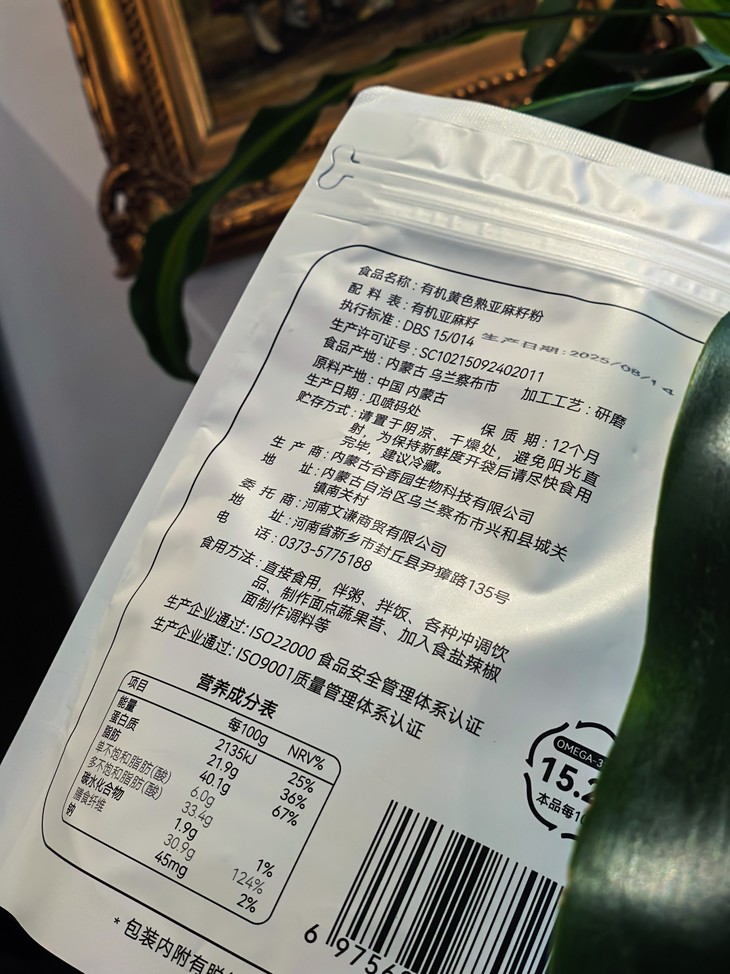 食品名称：有机黄色熟亚麻籽粉
配料表：有机亚麻籽
执行标准：DBS 15/014 生产日期：2025/08/14
生产许可证号：SC10215092402011
食品产地：内蒙古 乌兰察布市 加工工艺：研磨
原料产地：中国 内蒙古
生产日期：见喷码处 保质期：12个月
贮存方式：请置于阴凉、干燥处，避免阳光直
射，为保持新鲜度开袋后请尽快食用
完毕，建议冷藏。
生产商：内蒙古谷香园生物科技有限公司
地址：内蒙古自治区乌兰察布市兴和县城关
镇南关村
委托商：河南文谦商贸有限公司
地址：河南省新乡市封丘县尹獐路135号
电话：0373-5775188
食用方法：直接食用，伴粥、拌饭、各种冲调饮
品、制作面点蔬果昔、加入食盐辣椒
面制作调料等
生产企业通过：ISO22000 食品安全管理体系认证
生产企业通过：ISO9001质量管理体系认证
营养成分表
项目 每100g NRV%
能量 2135kJ 25%
蛋白质 21.9g 36%
脂肪 40.1g 67%
单不饱和脂肪(酸) 6.0g
多不饱和脂肪(酸) 33.4g
碳水化合物 1.9g 1%
膳食纤维 30.9g 124%
钠 45mg 2%
OMEGA-3
15.
本品每1
6 9756
* 包装内附有